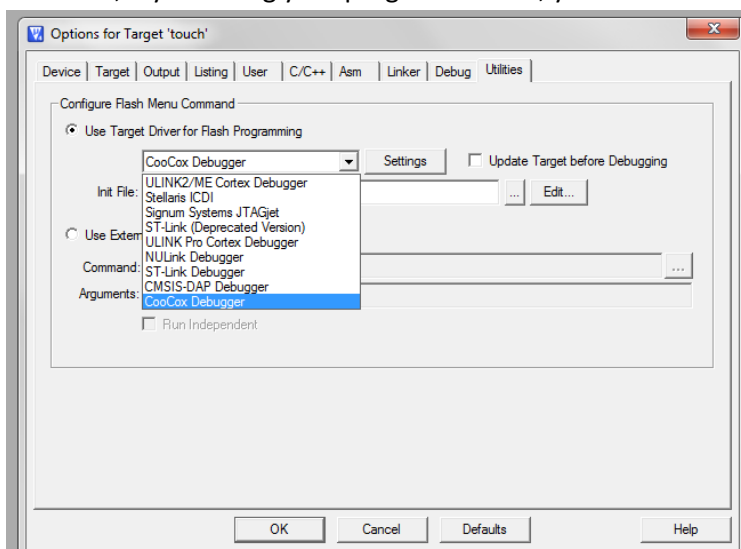 Options for Target 'touch'
Device Target Output Listing User C/C++ Asm Linker Debug Utilities
Configure Flash Menu Command
Use Target Driver for Flash Programming
CooCox Debugger Settings Update Target before Debugging
ULINK2/ME Cortex Debugger
Init File: Stellaris ICDI ... Edit...
Signum Systems JTAGjet
ST-Link (Deprecated Version)
Use Extern ULINK Pro Cortex Debugger
NULink Debugger
Command: ST-Link Debugger ...
CMSIS-DAP Debugger
Arguments: CooCox Debugger
Run Independent
OK Cancel Defaults Help